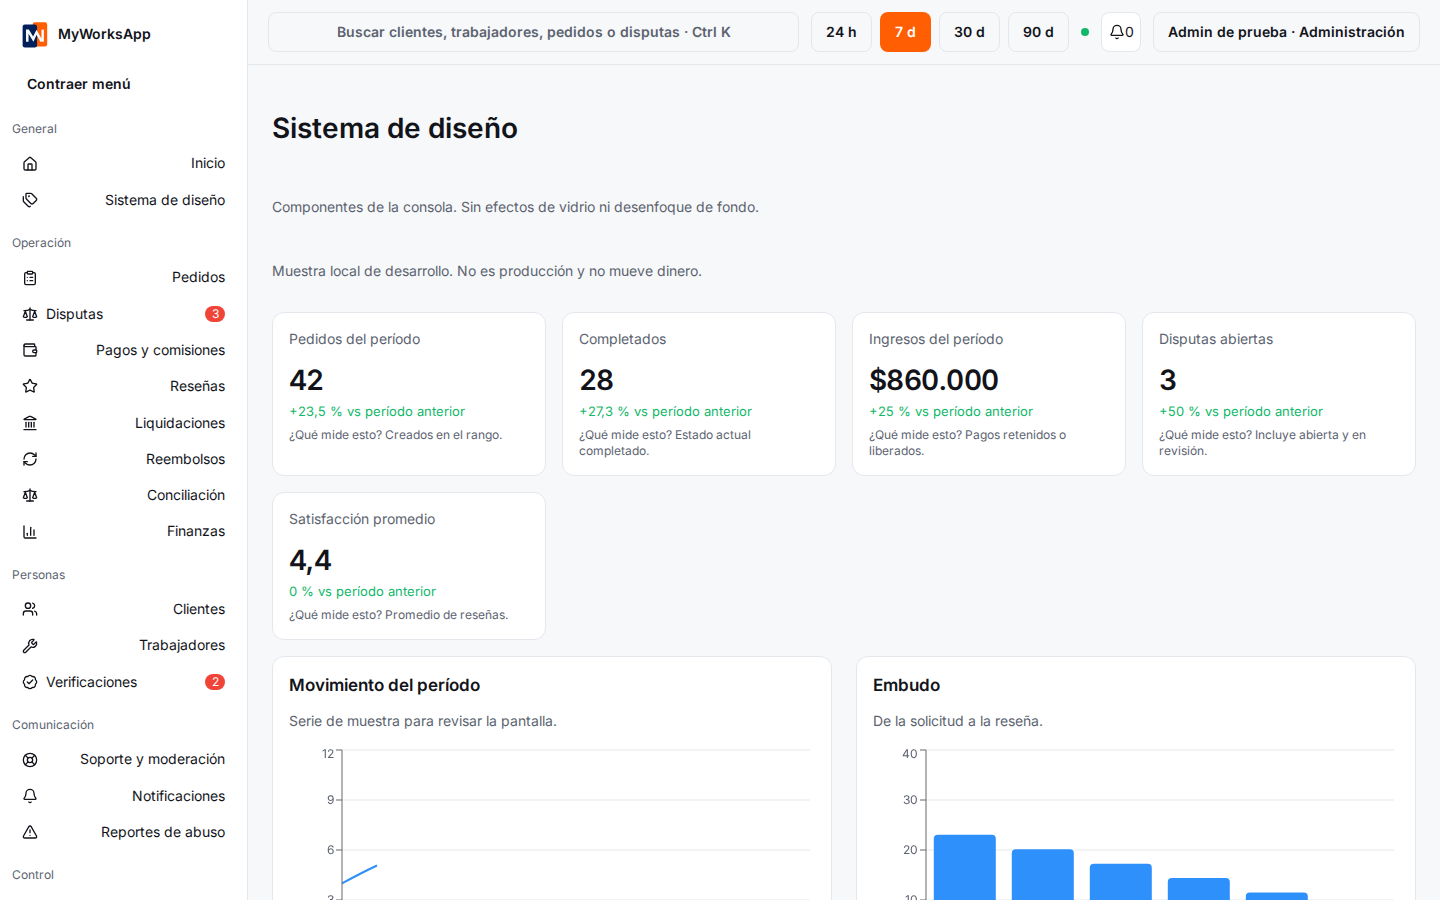 MyWorksApp
Contraer menú
General
Inicio
Sistema de diseño
Operación
Pedidos
Disputas 3
Pagos y comisiones
Reseñas
Liquidaciones
Reembolsos
Conciliación
Finanzas
Personas
Clientes
Trabajadores
Verificaciones 2
Comunicación
Soporte y moderación
Notificaciones
Reportes de abuso
Control
Buscar clientes, trabajadores, pedidos o disputas · Ctrl K
24 h
7 d
30 d
90 d
0
Admin de prueba · Administración
Sistema de diseño
Componentes de la consola. Sin efectos de vidrio ni desenfoque de fondo.
Muestra local de desarrollo. No es producción y no mueve dinero.
Pedidos del período
42
+23,5 % vs período anterior
¿Qué mide esto? Creados en el rango.
Completados
28
+27,3 % vs período anterior
¿Qué mide esto? Estado actual
completado.
Ingresos del período
$860.000
+25 % vs período anterior
¿Qué mide esto? Pagos retenidos o
liberados.
Disputas abiertas
3
+50 % vs período anterior
¿Qué mide esto? Incluye abierta y en
revisión.
Satisfacción promedio
4,4
0 % vs período anterior
¿Qué mide esto? Promedio de reseñas.
Movimiento del período
Serie de muestra para revisar la pantalla.
12
9
6
3
Embudo
De la solicitud a la reseña.
40
30
20
10